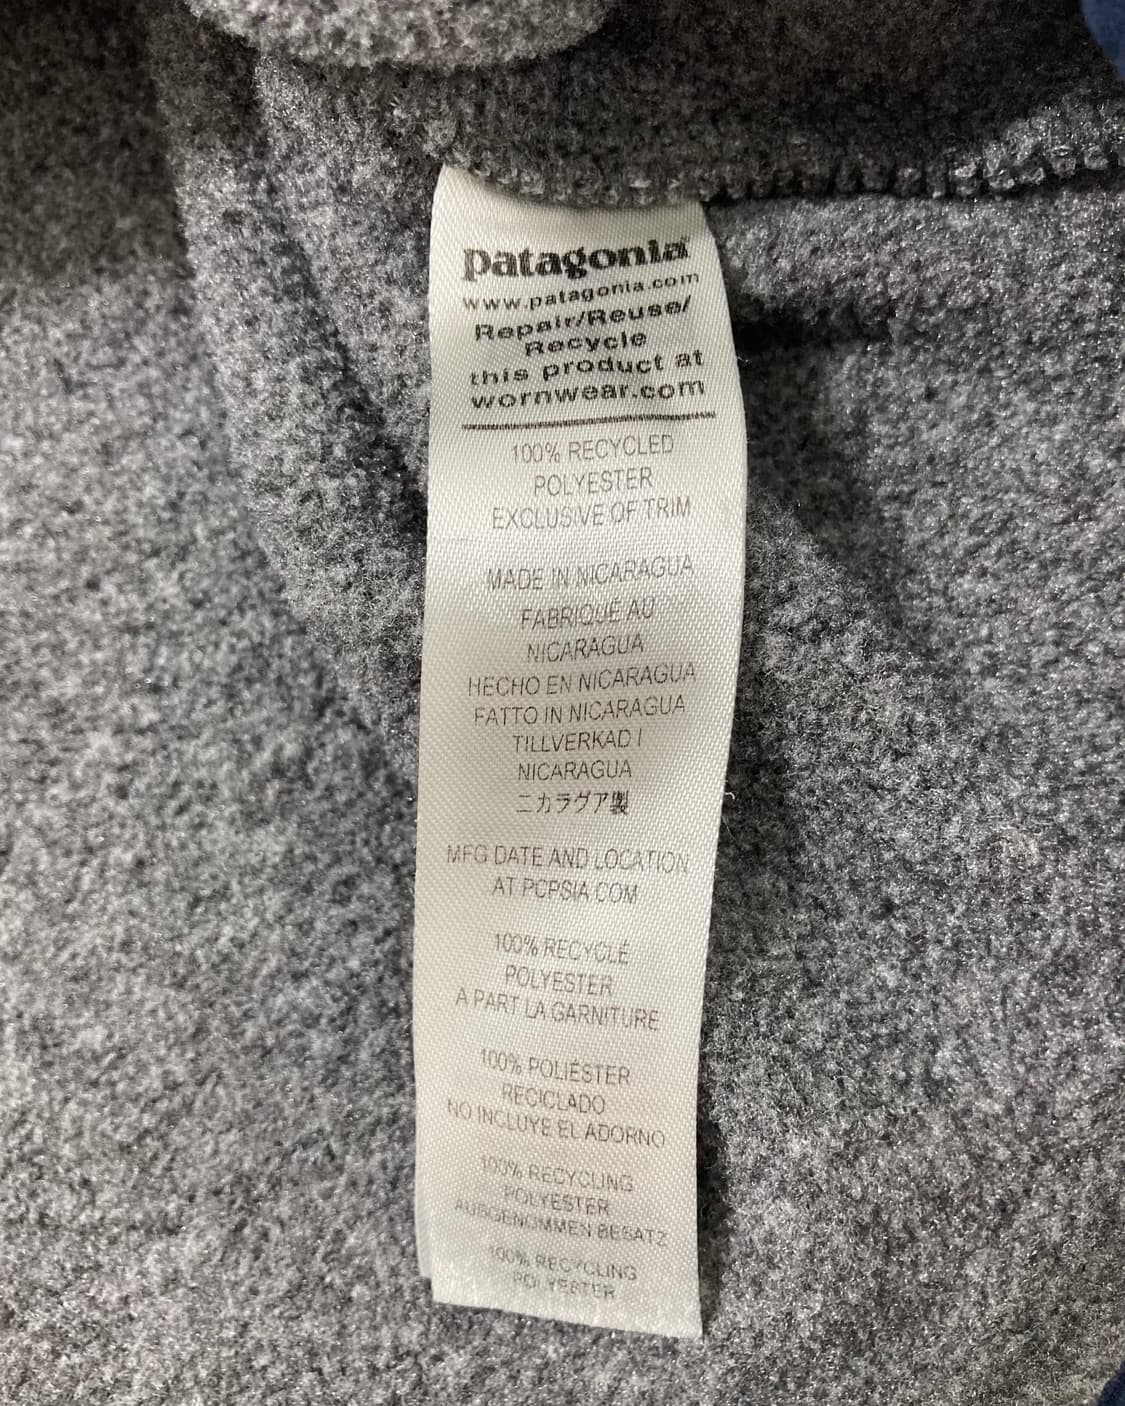 patagonia®
www.patagonia.com
Repair/Reuse/
Recycle
this product at
wornwear.com
100% RECYCLED
POLYESTER
EXCLUSIVE OF TRIM
MADE IN NICARAGUA
FABRIQUÉ AU
NICARAGUA
HECHO EN NICARAGUA
FATTO IN NICARAGUA
TILLVERKAD I
NICARAGUA
ニカラグア製
MFG DATE AND LOCATION
AT PCPSIA COM
100% RECYCLÉ
POLYESTER
A PART LA GARNITURE
100% POLIÉSTER
RECICLADO
NO INCLUYE EL ADORNO
100% RECYCLING
POLYESTER
AUßGENOMMEN BESATZ
100% RECYCLING
POLYESTER